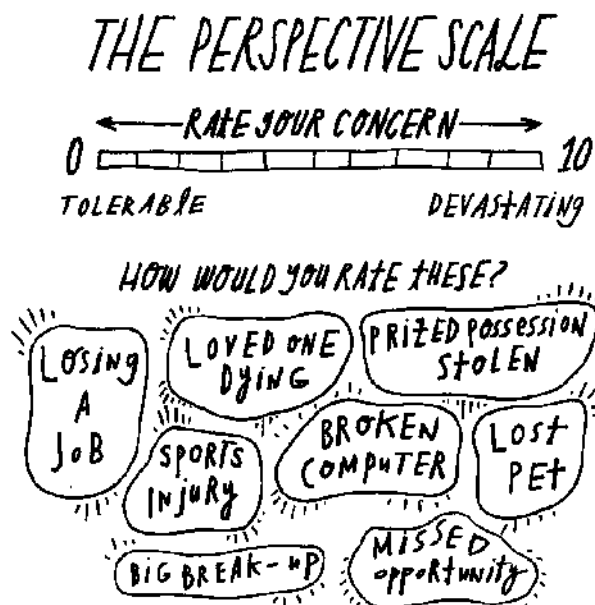 THE PERSPECTIVE SCALE
RATE YOUR CONCERN
0 10
TOLERABLE DEVASTATING
HOW WOULD YOU RATE THESE?
LOSING
A
JOB
LOVED ONE
DYING
PRIZED POSSESSION
STOLEN
SPORTS
INJURY
BROKEN
COMPUTER
LOST
PET
BIG BREAK-UP
MISSED
opportunity